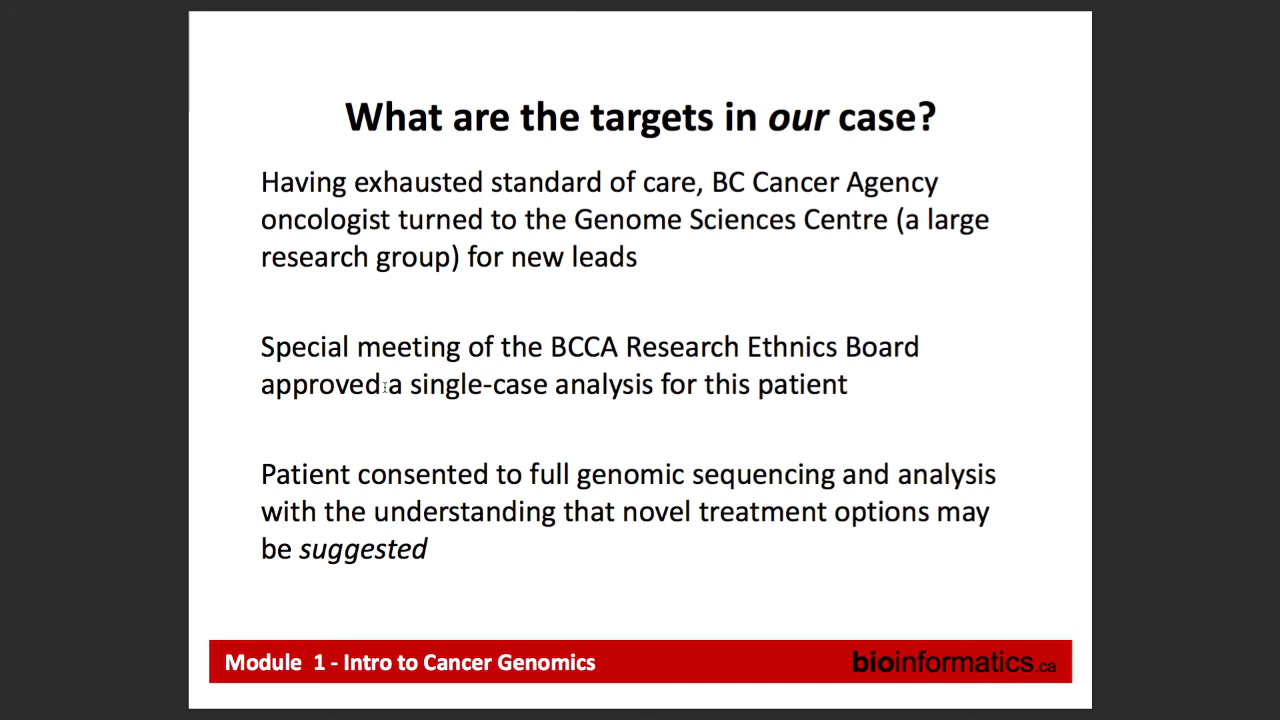 What are the targets in our case?
Having exhausted standard of care, BC Cancer Agency
oncologist turned to the Genome Sciences Centre (a large
research group) for new leads
Special meeting of the BCCA Research Ethnics Board
approved a single-case analysis for this patient
Patient consented to full genomic sequencing and analysis
with the understanding that novel treatment options may
be suggested
Module 1 - Intro to Cancer Genomics
bioinformatics.ca